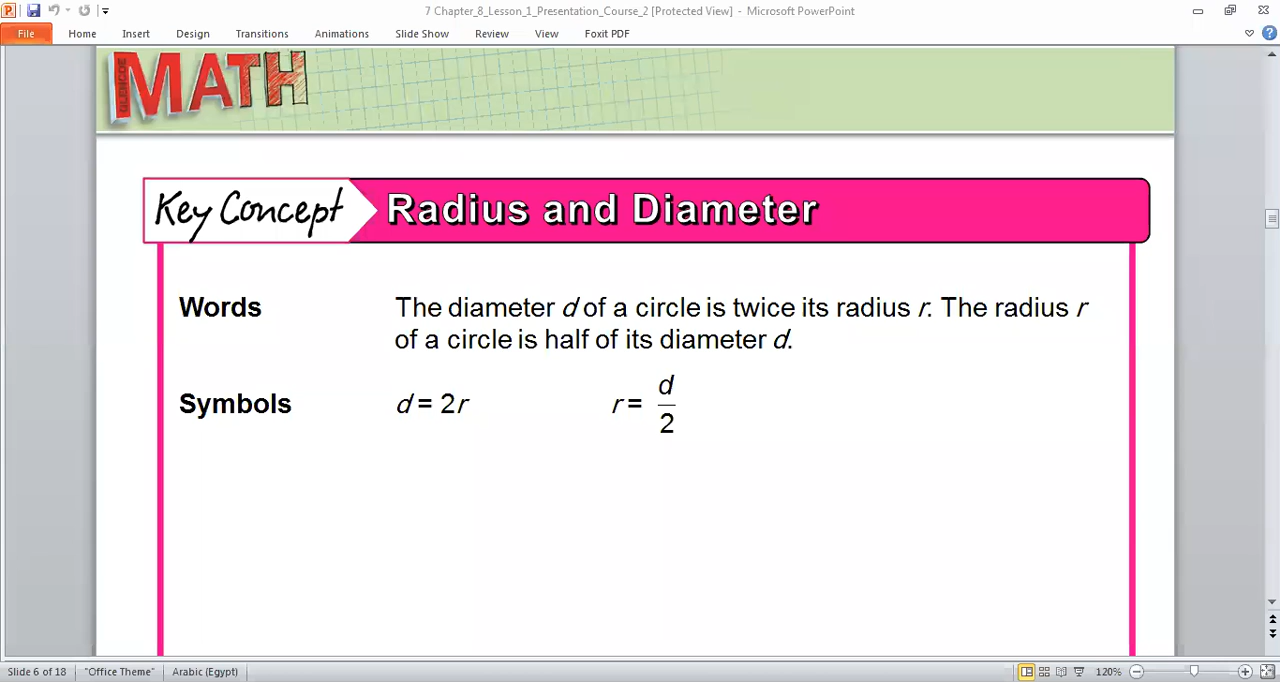 7 Chapter_8_Lesson_1_Presentation_Course_2 [Protected View] - Microsoft PowerPoint
File Home Insert Design Transitions Animations Slide Show Review View Foxit PDF
GLENCOE MATH
Key Concept Radius and Diameter
Words The diameter d of a circle is twice its radius r. The radius r
of a circle is half of its diameter d.
Symbols d = 2r r = d/2
Slide 6 of 18 "Office Theme" Arabic (Egypt) 120%